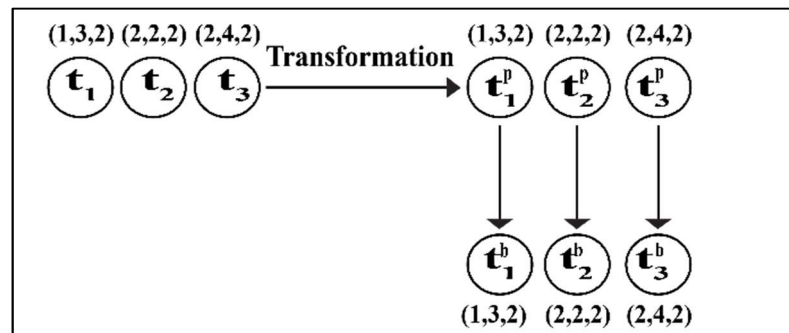 (1,3,2) (2,2,2) (2,4,2) (1,3,2) (2,2,2) (2,4,2)
Transformation
t₁ t₂ t₃ t₁ᵖ t₂ᵖ t₃ᵖ
t₁ᵇ t₂ᵇ t₃ᵇ
(1,3,2) (2,2,2) (2,4,2)